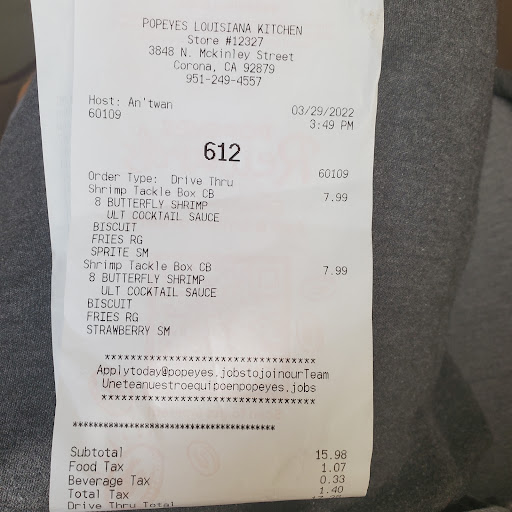 POPEYES LOUISIANA KITCHEN
Store #12327
3848 N. Mckinley Street
Corona, CA 92879
951-249-4557
Host: An'twan 03/29/2022
60109 3:49 PM
612
60109
Order Type: Drive Thru
Shrimp Tackle Box CB 7.99
8 BUTTERFLY SHRIMP
ULT COCKTAIL SAUCE
BISCUIT
FRIES RG
SPRITE SM
Shrimp Tackle Box CB 7.99
8 BUTTERFLY SHRIMP
ULT COCKTAIL SAUCE
BISCUIT
FRIES RG
STRAWBERRY SM
*********************************
Applytoday@popeyes.jobstojoinourTeam
Uneteanuestroequipoenpopeyes.jobs
*********************************
*********************************
Subtotal 15.98
Food Tax 1.07
Beverage Tax 0.33
Total Tax 1.40
Drive Thru Total